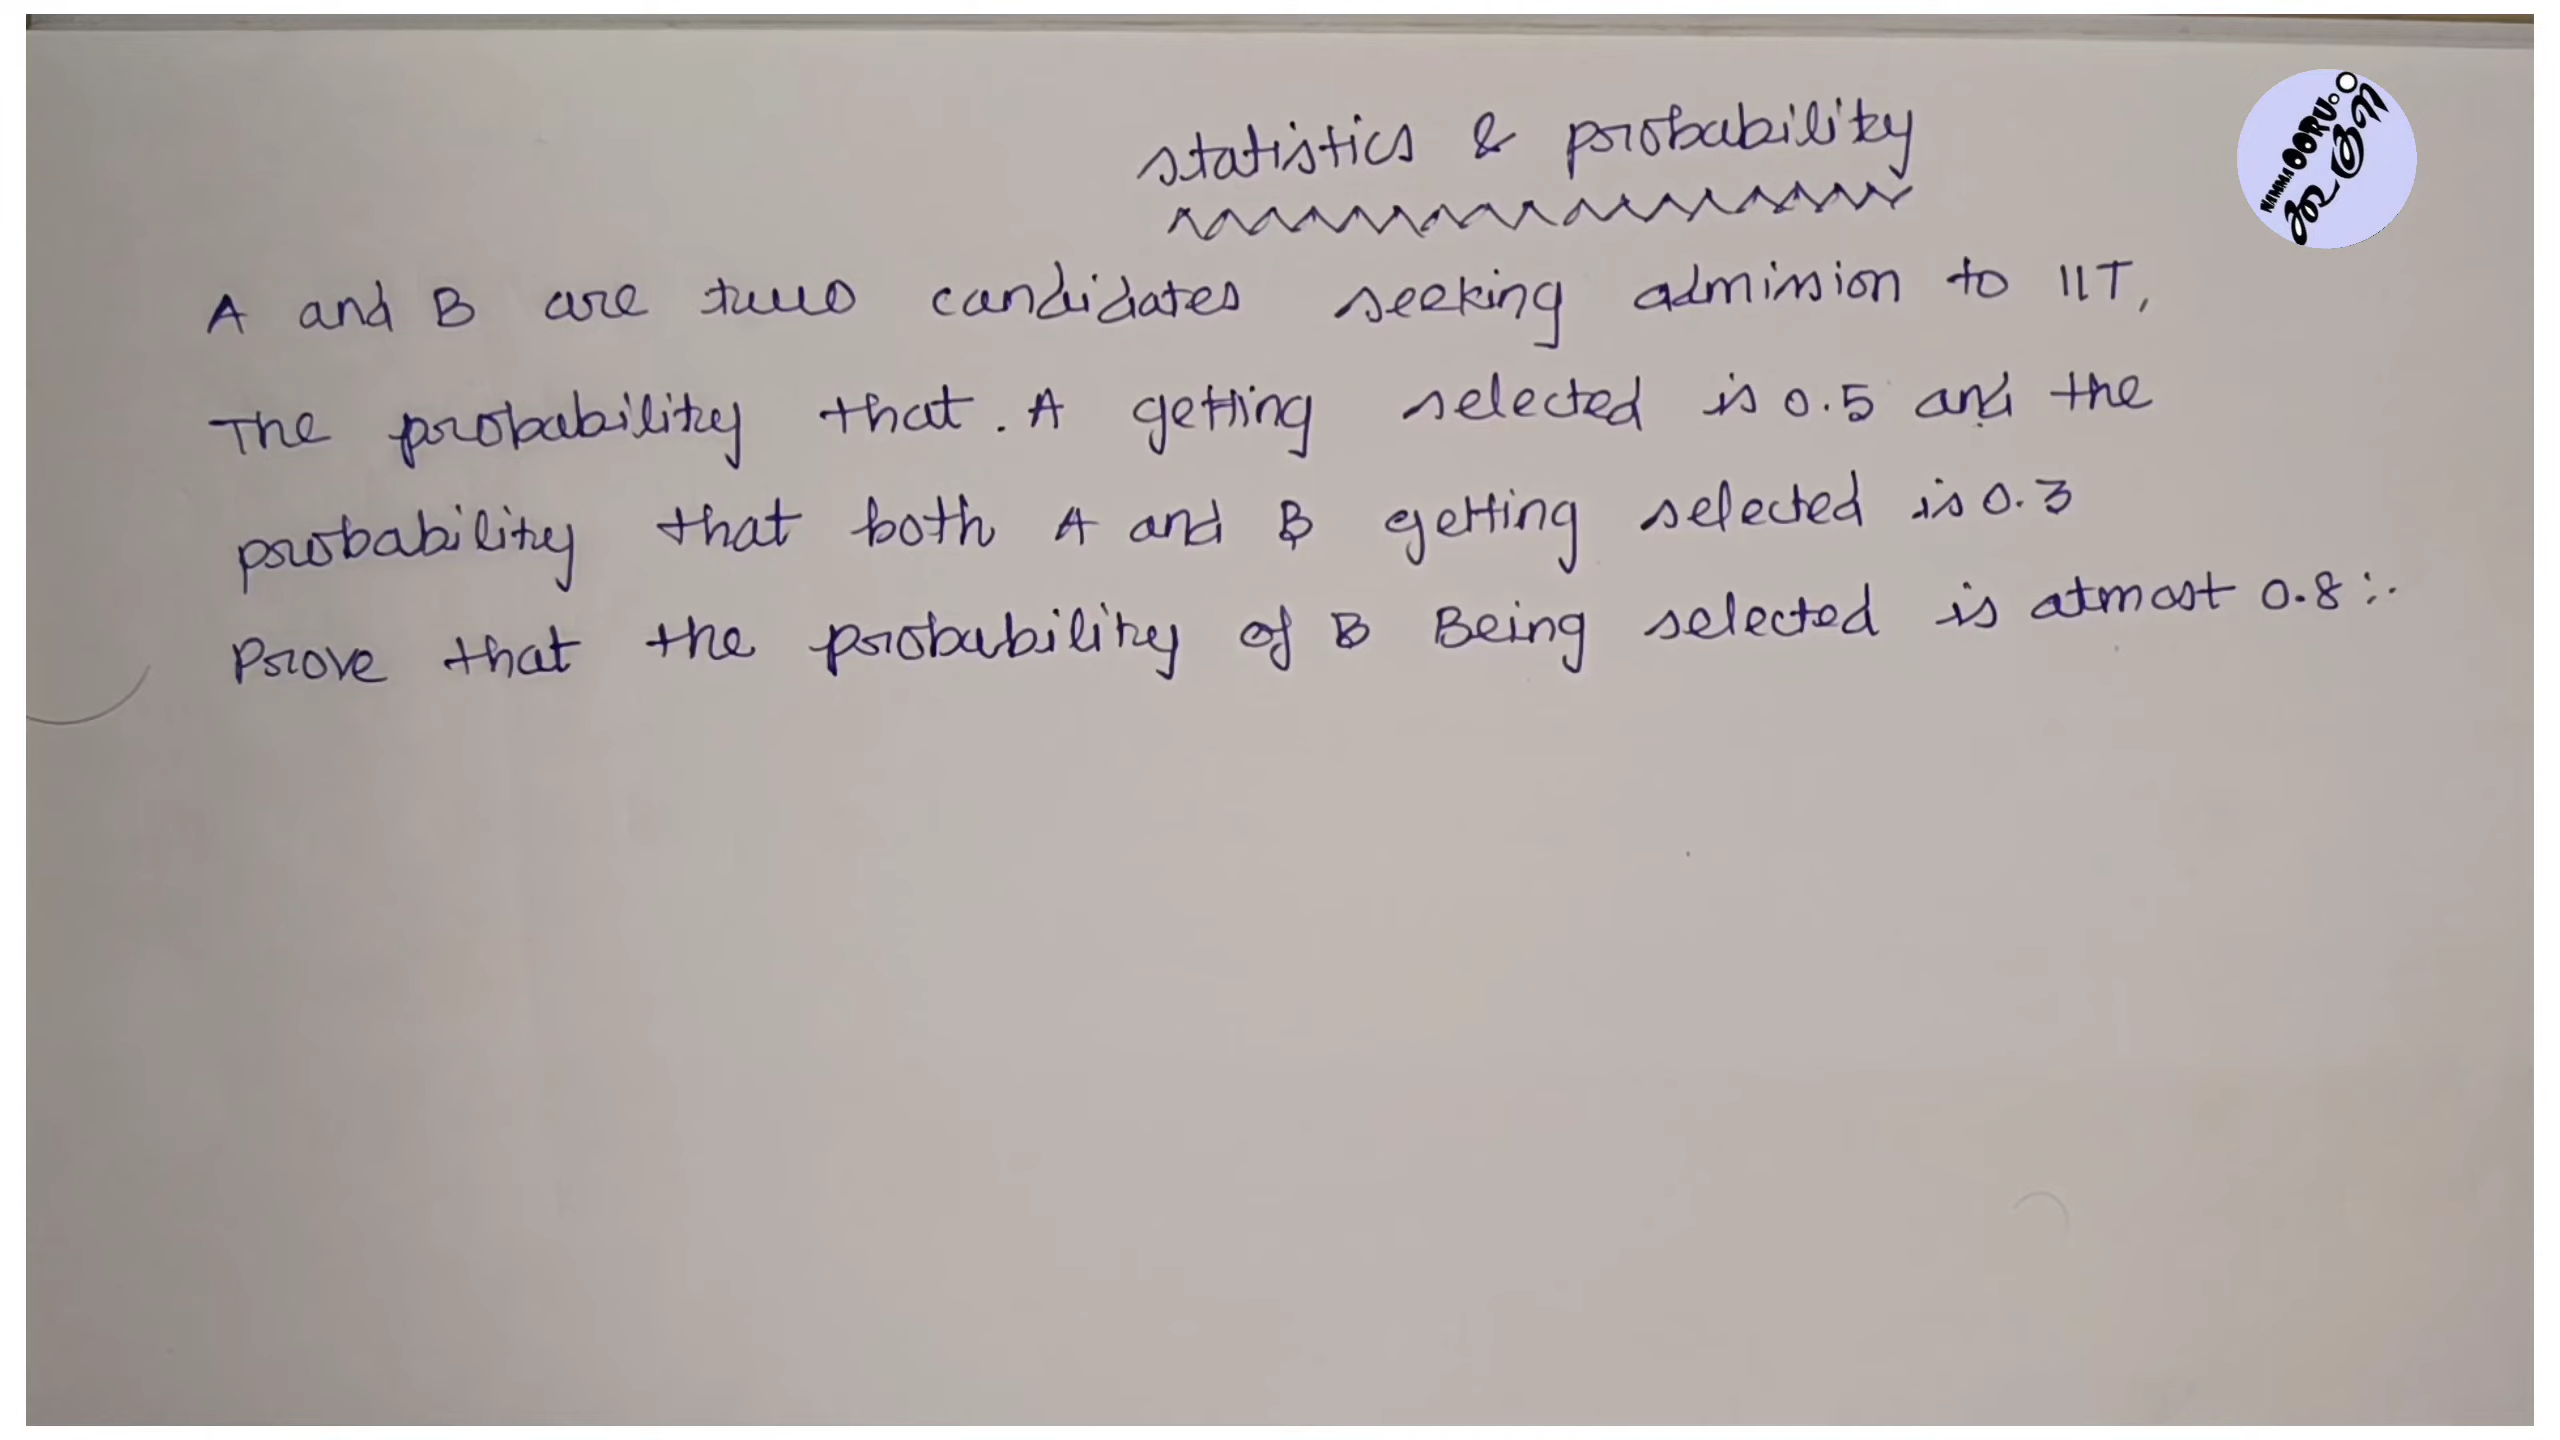 statistics & probability
NAMMA OORU
A and B are two candidates seeking admission to IIT,
The probability that. A getting selected is 0.5 and the
probability that both A and B getting selected is 0.3
Prove that the probability of B Being selected is atmost 0.8 :.